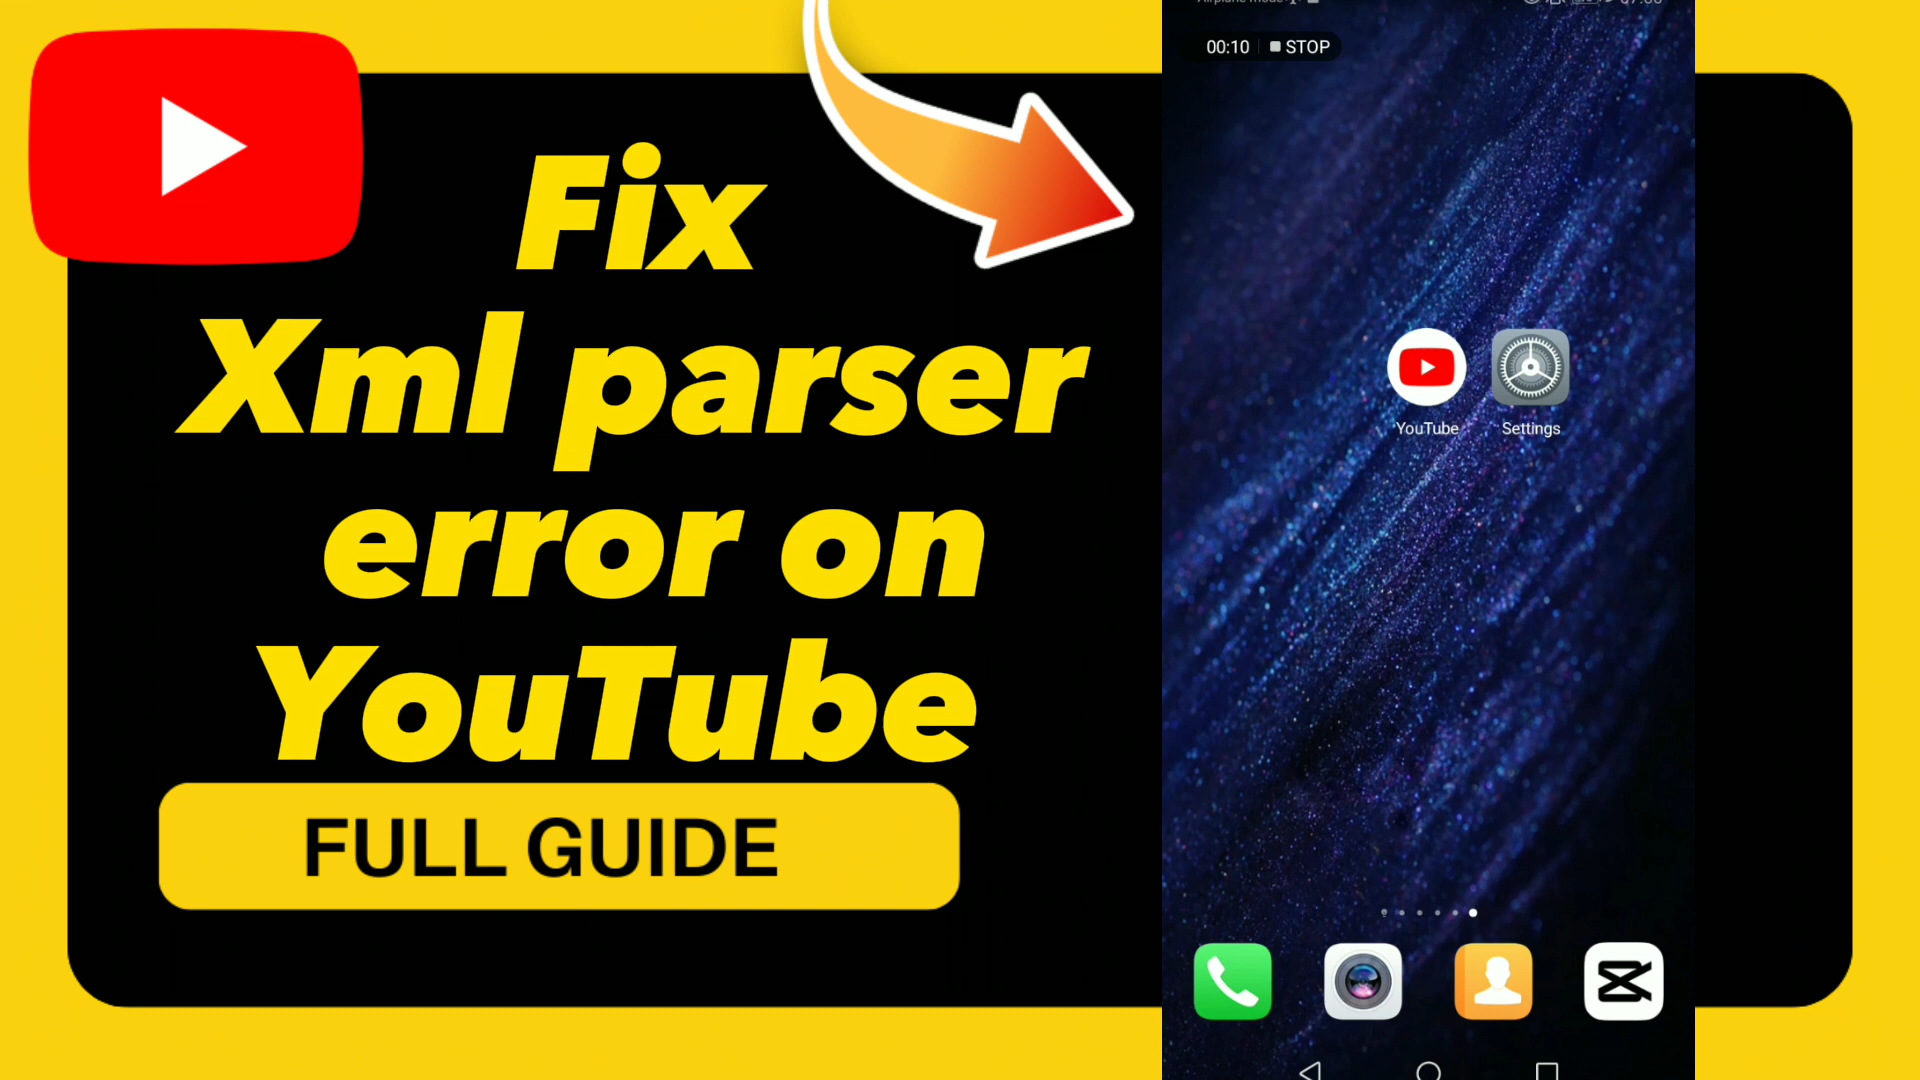 Fix
Xml parser
error on
YouTube
FULL GUIDE
00:10 STOP
YouTube
Settings